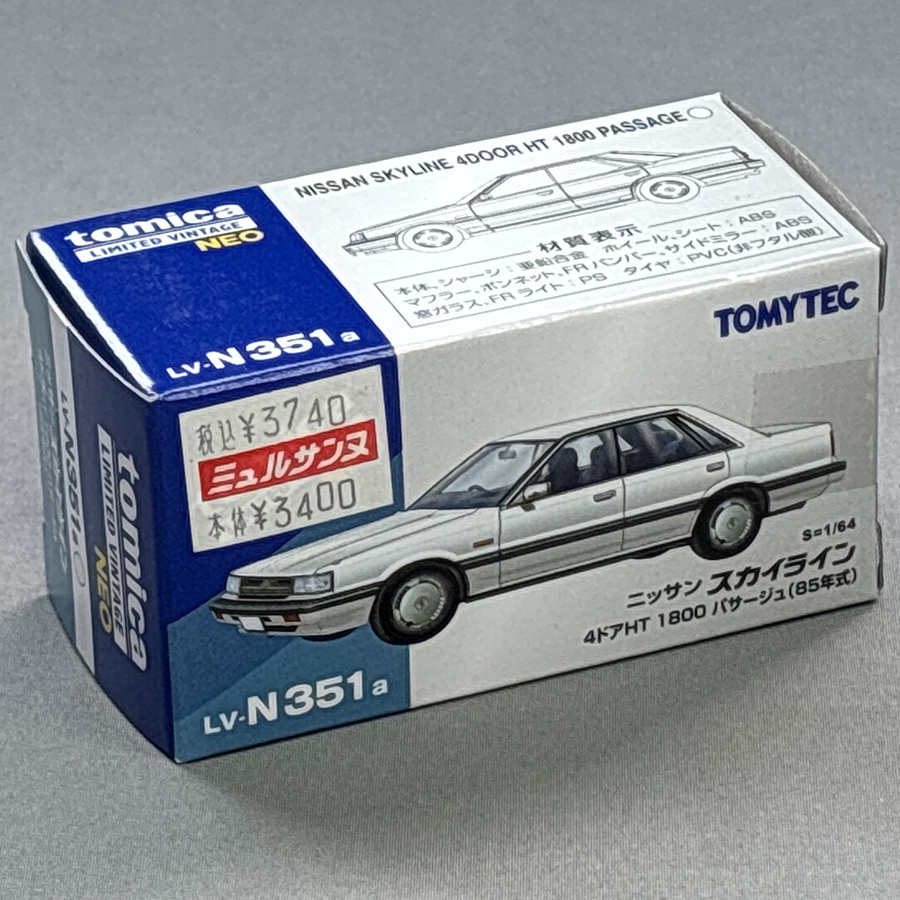 NISSAN SKYLINE 4DOOR HT 1800 PASSAGE
tomica
LIMITED VINTAGE
NEO
材質表示
本体、シャーシ：亜鉛合金 ホイール、シート：ABS
マフラー、ボンネット、FRバンパー、サイドミラー：ABS
窓ガラス、FRライト：PS タイヤ：PVC(非フタル酸)
LV-N351a
TOMYTEC
税込¥3740
ミュルサンヌ
本体¥3400
S=1/64
ニッサン スカイライン
4ドアHT 1800 パサージュ(85年式)
LV-N351a
tomica
LIMITED VINTAGE
NEO
LV-N351a